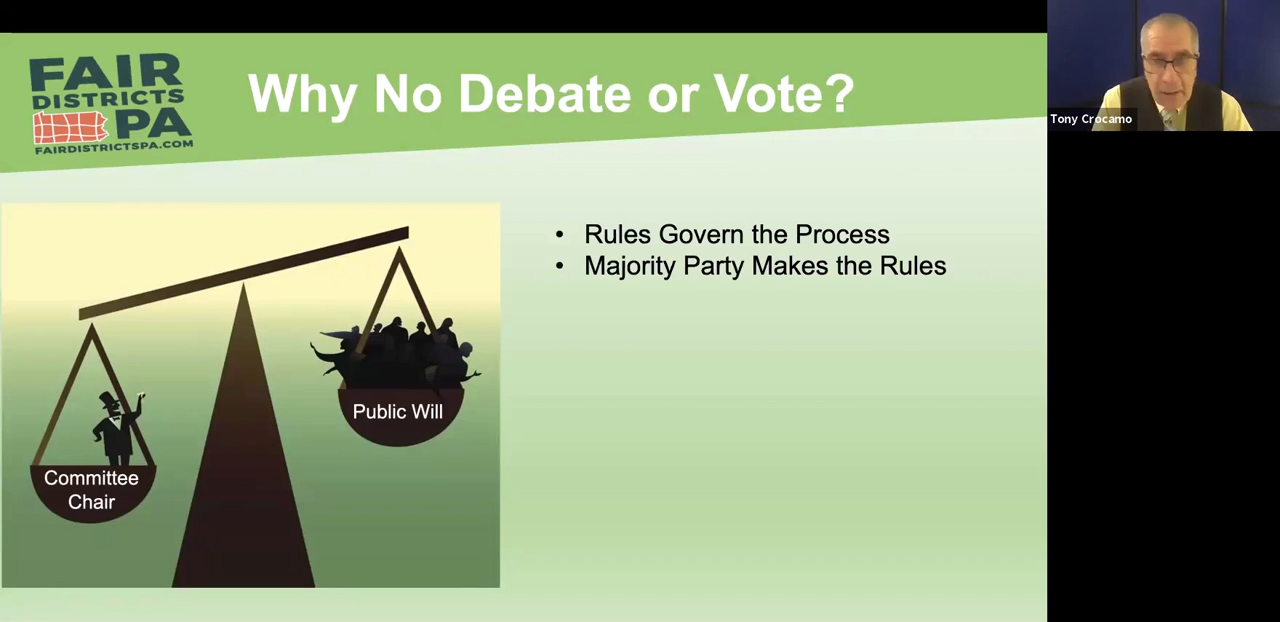 FAIR
DISTRICTS
PA
FAIRDISTRICTSPA.COM
Why No Debate or Vote?
Tony Crocamo
• Rules Govern the Process
• Majority Party Makes the Rules
Public Will
Committee
Chair